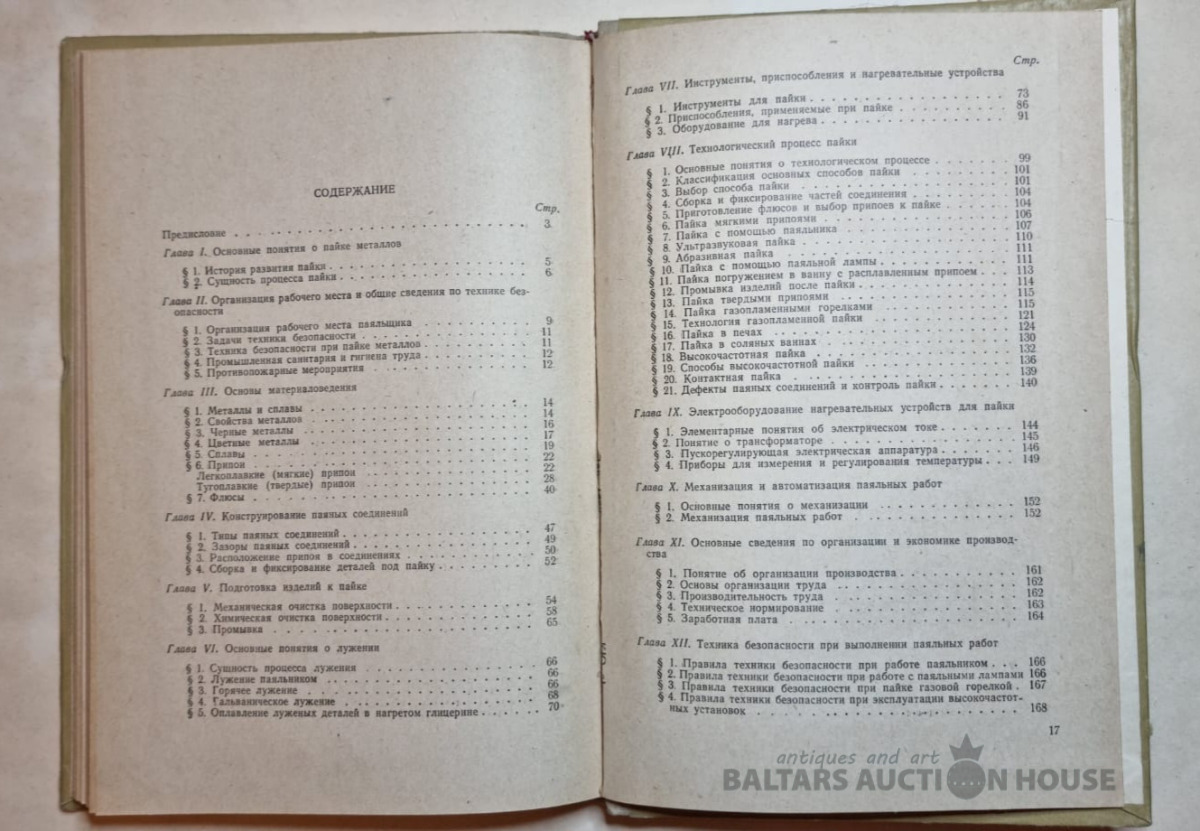 СОДЕРЖАНИЕ
Стр.
Предисловие . . . 3
Глава I. Основные понятия о пайке металлов
§ 1. История развития пайки . . . 5
§ 2. Сущность процесса пайки . . . 6
Глава II. Организация рабочего места и общие сведения по технике без-
опасности
§ 1. Организация рабочего места паяльщика . . . 9
§ 2. Задачи техники безопасности . . . 11
§ 3. Техника безопасности при пайке металлов . . . 11
§ 4. Промышленная санитария и гигиена труда . . . 12
§ 5. Противопожарные мероприятия . . . 12
Глава III. Основы материаловедения
§ 1. Металлы и сплавы . . . 14
§ 2. Свойства металлов . . . 14
§ 3. Черные металлы . . . 16
§ 4. Цветные металлы . . . 17
§ 5. Сплавы . . . 19
§ 6. Припои . . . 22
Легкоплавкие (мягкие) припои . . . 22
Тугоплавкие (твердые) припои . . . 28
§ 7. Флюсы . . . 40
Глава IV. Конструирование паяных соединений
§ 1. Типы паяных соединений . . . 47
§ 2. Зазоры паяных соединений . . . 49
§ 3. Расположение припоя в соединениях . . . 50
§ 4. Сборка и фиксирование деталей под пайку . . . 52
Глава V. Подготовка изделий к пайке
§ 1. Механическая очистка поверхности . . . 54
§ 2. Химическая очистка поверхности . . . 58
§ 3. Промывка . . . 65
Глава VI. Основные понятия о лужении
§ 1. Сущность процесса лужения . . . 66
§ 2. Лужение паяльником . . . 66
§ 3. Горячее лужение . . . 66
§ 4. Гальваническое лужение . . . 68
§ 5. Оплавление луженых деталей в нагретом глицерине . . . 70
Стр.
Глава VII. Инструменты, приспособления и нагревательные устройства
§ 1. Инструменты для пайки . . . 73
§ 2. Приспособления, применяемые при пайке . . . 86
§ 3. Оборудование для нагрева . . . 91
Глава VIII. Технологический процесс пайки
§ 1. Основные понятия о технологическом процессе . . . 99
§ 2. Классификация основных способов пайки . . . 101
§ 3. Выбор способа пайки . . . 101
§ 4. Сборка и фиксирование частей соединения . . . 104
§ 5. Приготовление флюсов и выбор припоев к пайке . . . 104
§ 6. Пайка мягкими припоями . . . 106
§ 7. Пайка с помощью паяльника . . . 107
§ 8. Ультразвуковая пайка . . . 110
§ 9. Абразивная пайка . . . 111
§ 10. Пайка с помощью паяльной лампы . . . 111
§ 11. Пайка погружением в ванну с расплавленным припоем . . . 113
§ 12. Промывка изделий после пайки . . . 114
§ 13. Пайка твердыми припоями . . . 115
§ 14. Пайка газопламенными горелками . . . 115
§ 15. Технология газопламенной пайки . . . 121
§ 16. Пайка в печах . . . 124
§ 17. Пайка в соляных ваннах . . . 130
§ 18. Высокочастотная пайка . . . 132
§ 19. Способы высокочастотной пайки . . . 136
§ 20. Контактная пайка . . . 139
§ 21. Дефекты паяных соединений и контроль пайки . . . 140
Глава IX. Электрооборудование нагревательных устройств для пайки
§ 1. Элементарные понятия об электрическом токе . . . 144
§ 2. Понятие о трансформаторе . . . 145
§ 3. Пускорегулирующая электрическая аппаратура . . . 146
§ 4. Приборы для измерения и регулирования температуры . . . 149
Глава X. Механизация и автоматизация паяльных работ
§ 1. Основные понятия о механизации . . . 152
§ 2. Механизация паяльных работ . . . 152
Глава XI. Основные сведения по организации и экономике производ-
ства
§ 1. Понятие об организации производства . . . 161
§ 2. Основы организации труда . . . 162
§ 3. Производительность труда . . . 162
§ 4. Техническое нормирование . . . 163
§ 5. Заработная плата . . . 164
Глава XII. Техника безопасности при выполнении паяльных работ
§ 1. Правила техники безопасности при работе паяльником . . . 166
§ 2. Правила техники безопасности при работе с паяльными лампами 166
§ 3. Правила техники безопасности при пайке газовой горелкой . 167
§ 4. Правила техники безопасности при эксплуатации высокочастот-
ных установок . . . 168
17
antiques and art
BALTARS AUCTION HOUSE